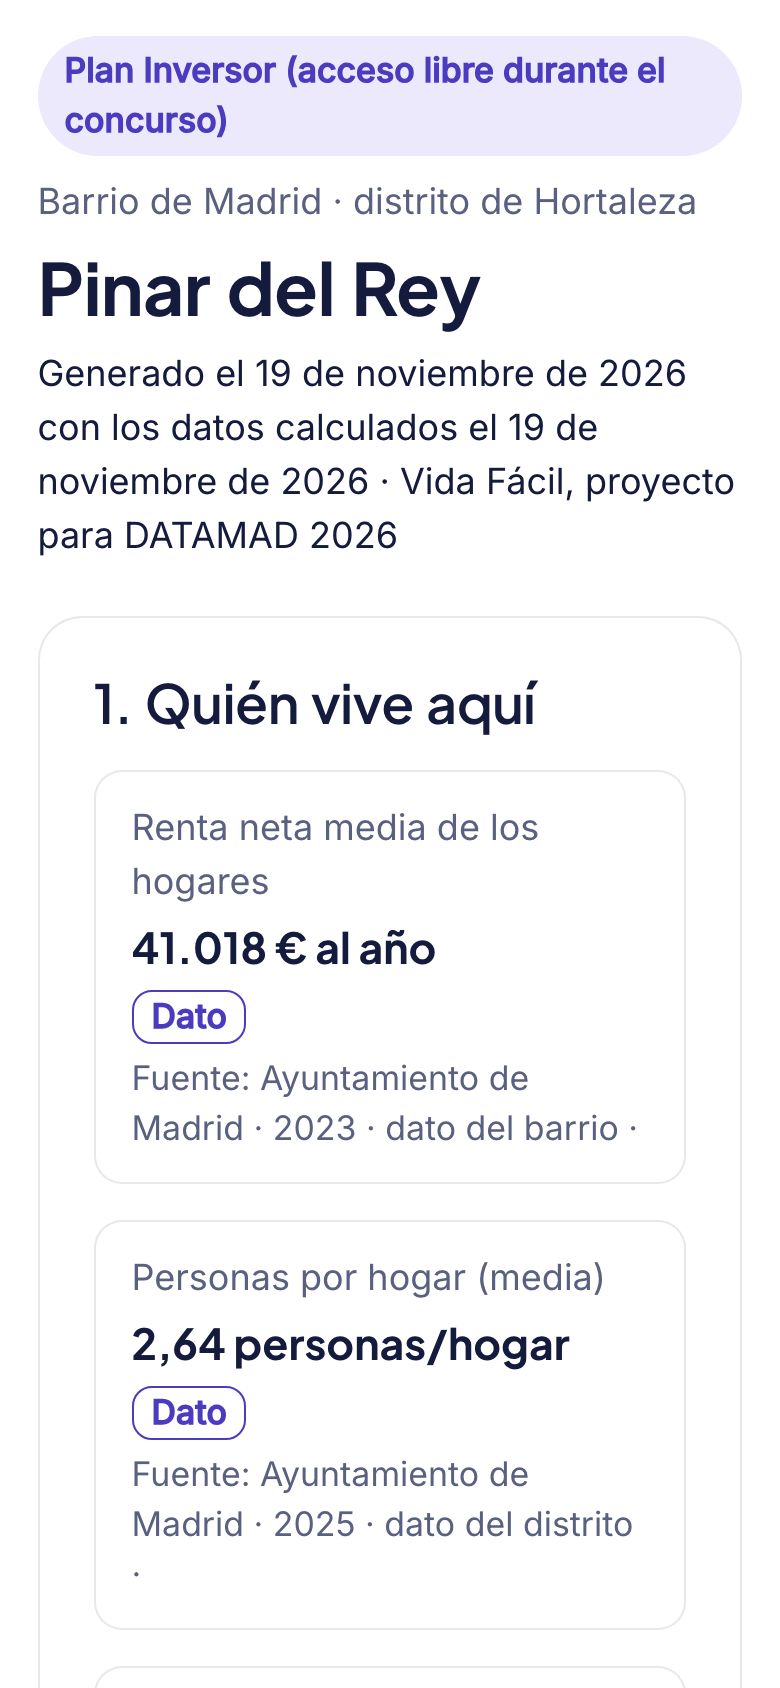 Plan Inversor (acceso libre durante el
concurso)
Barrio de Madrid · distrito de Hortaleza
Pinar del Rey
Generado el 19 de noviembre de 2026
con los datos calculados el 19 de
noviembre de 2026 · Vida Fácil, proyecto
para DATAMAD 2026
1. Quién vive aquí
Renta neta media de los
hogares
41.018 € al año
Dato
Fuente: Ayuntamiento de
Madrid · 2023 · dato del barrio ·
Personas por hogar (media)
2,64 personas/hogar
Dato
Fuente: Ayuntamiento de
Madrid · 2025 · dato del distrito
·